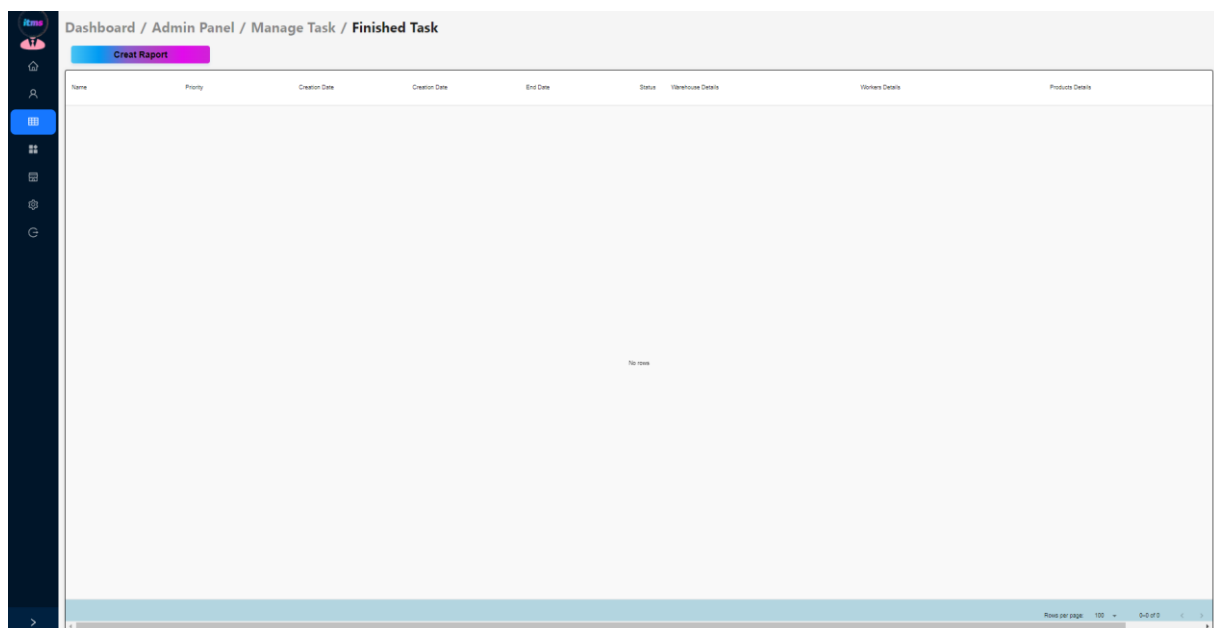 itms
Dashboard / Admin Panel / Manage Task / Finished Task
Creat Raport
Name Priority Creation Date Creation Date End Date Status Warehouse Details Workers Details Products Details
No rows
Rows per page: 100 0–0 of 0